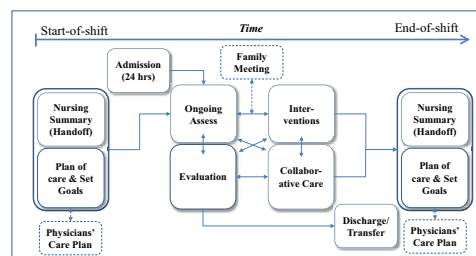 Time
Start-of-shift
End-of-shift
Admission
(24 hrs)
Family
Meeting
Nursing
Summary
(Handoff)
Plan of
care & Set
Goals
Physicians'
Care Plan
Ongoing
Assess
Inter-
ventions
Evaluation
Collabor-
ative Care
Discharge/
Transfer
Nursing
Summary
(Handoff)
Plan of
care & Set
Goals
Physicians'
Care Plan